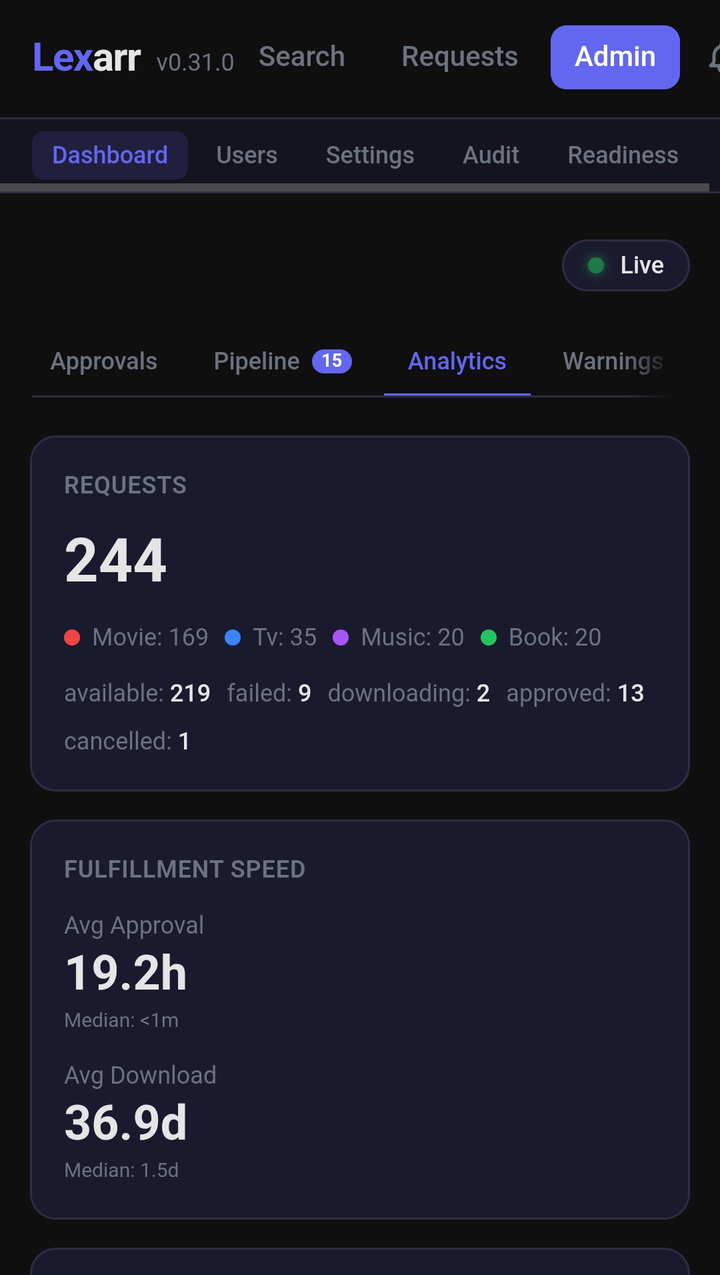 Lexarr v0.31.0 Search Requests Admin
Dashboard Users Settings Audit Readiness
Live
Approvals Pipeline 15 Analytics Warnings
REQUESTS
244
Movie: 169 Tv: 35 Music: 20 Book: 20
available: 219 failed: 9 downloading: 2 approved: 13
cancelled: 1
FULFILLMENT SPEED
Avg Approval
19.2h
Median: <1m
Avg Download
36.9d
Median: 1.5d